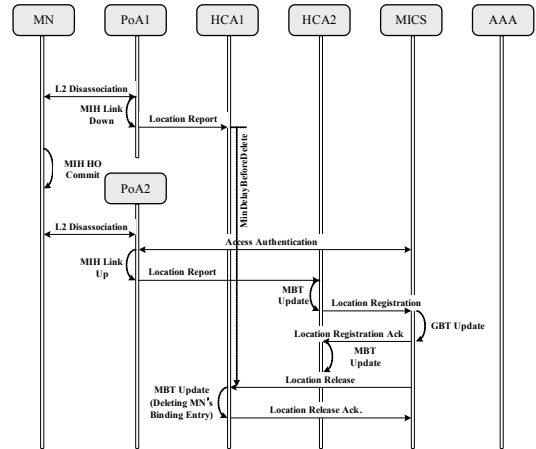 MN
PoA1
HCA1
HCA2
MICS
AAA
L2 Disassociation
MIH Link
Down
Location Report
MinDelayBeforeDelete
MIH HO
Commit
PoA2
L2 Disassociation
Access Authentication
MIH Link
Up
Location Report
MBT
Update
Location Registration
GBT Update
Location Registration Ack
MBT
Update
Location Release
MBT Update
(Deleting MN's
Binding Entry)
Location Release Ack.